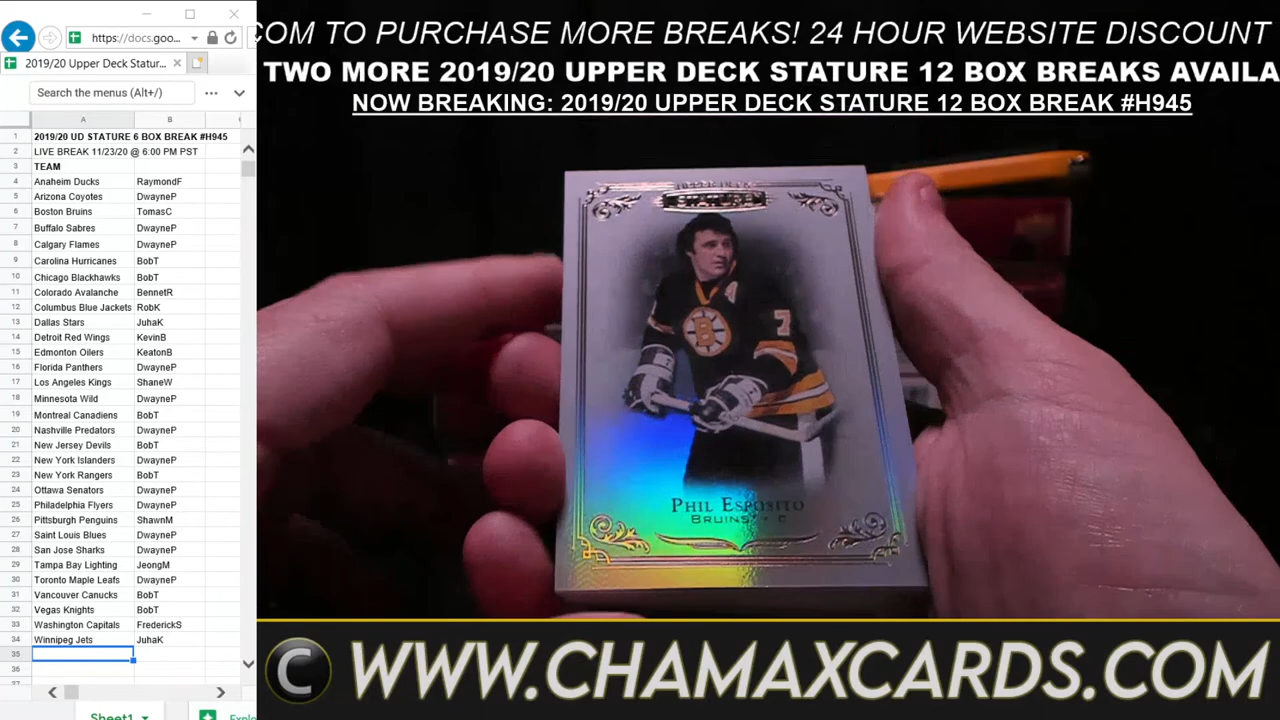 https://docs.goo...
2019/20 Upper Deck Statur...
Search the menus (Alt+/)
A B
1 2019/20 UD STATURE 6 BOX BREAK #H945
2 LIVE BREAK 11/23/20 @ 6:00 PM PST
3 TEAM
4 Anaheim Ducks RaymondF
5 Arizona Coyotes DwayneP
6 Boston Bruins TomasC
7 Buffalo Sabres DwayneP
8 Calgary Flames DwayneP
9 Carolina Hurricanes BobT
10 Chicago Blackhawks BobT
11 Colorado Avalanche BennetR
12 Columbus Blue Jackets RobK
13 Dallas Stars JuhaK
14 Detroit Red Wings KevinB
15 Edmonton Oilers KeatonB
16 Florida Panthers DwayneP
17 Los Angeles Kings ShaneW
18 Minnesota Wild DwayneP
19 Montreal Canadiens BobT
20 Nashville Predators DwayneP
21 New Jersey Devils BobT
22 New York Islanders DwayneP
23 New York Rangers BobT
24 Ottawa Senators DwayneP
25 Philadelphia Flyers DwayneP
26 Pittsburgh Penguins ShawnM
27 Saint Louis Blues DwayneP
28 San Jose Sharks DwayneP
29 Tampa Bay Lighting JeongM
30 Toronto Maple Leafs DwayneP
31 Vancouver Canucks BobT
32 Vegas Knights BobT
33 Washington Capitals FrederickS
34 Winnipeg Jets JuhaK
35
36
Sheet1
COM TO PURCHASE MORE BREAKS! 24 HOUR WEBSITE DISCOUNT
TWO MORE 2019/20 UPPER DECK STATURE 12 BOX BREAKS AVAILA
NOW BREAKING: 2019/20 UPPER DECK STATURE 12 BOX BREAK #H945
STATURE
A
B
7
PHIL ESPOSITO
BRUINS • C
C WWW.CHAMAXCARDS.COM